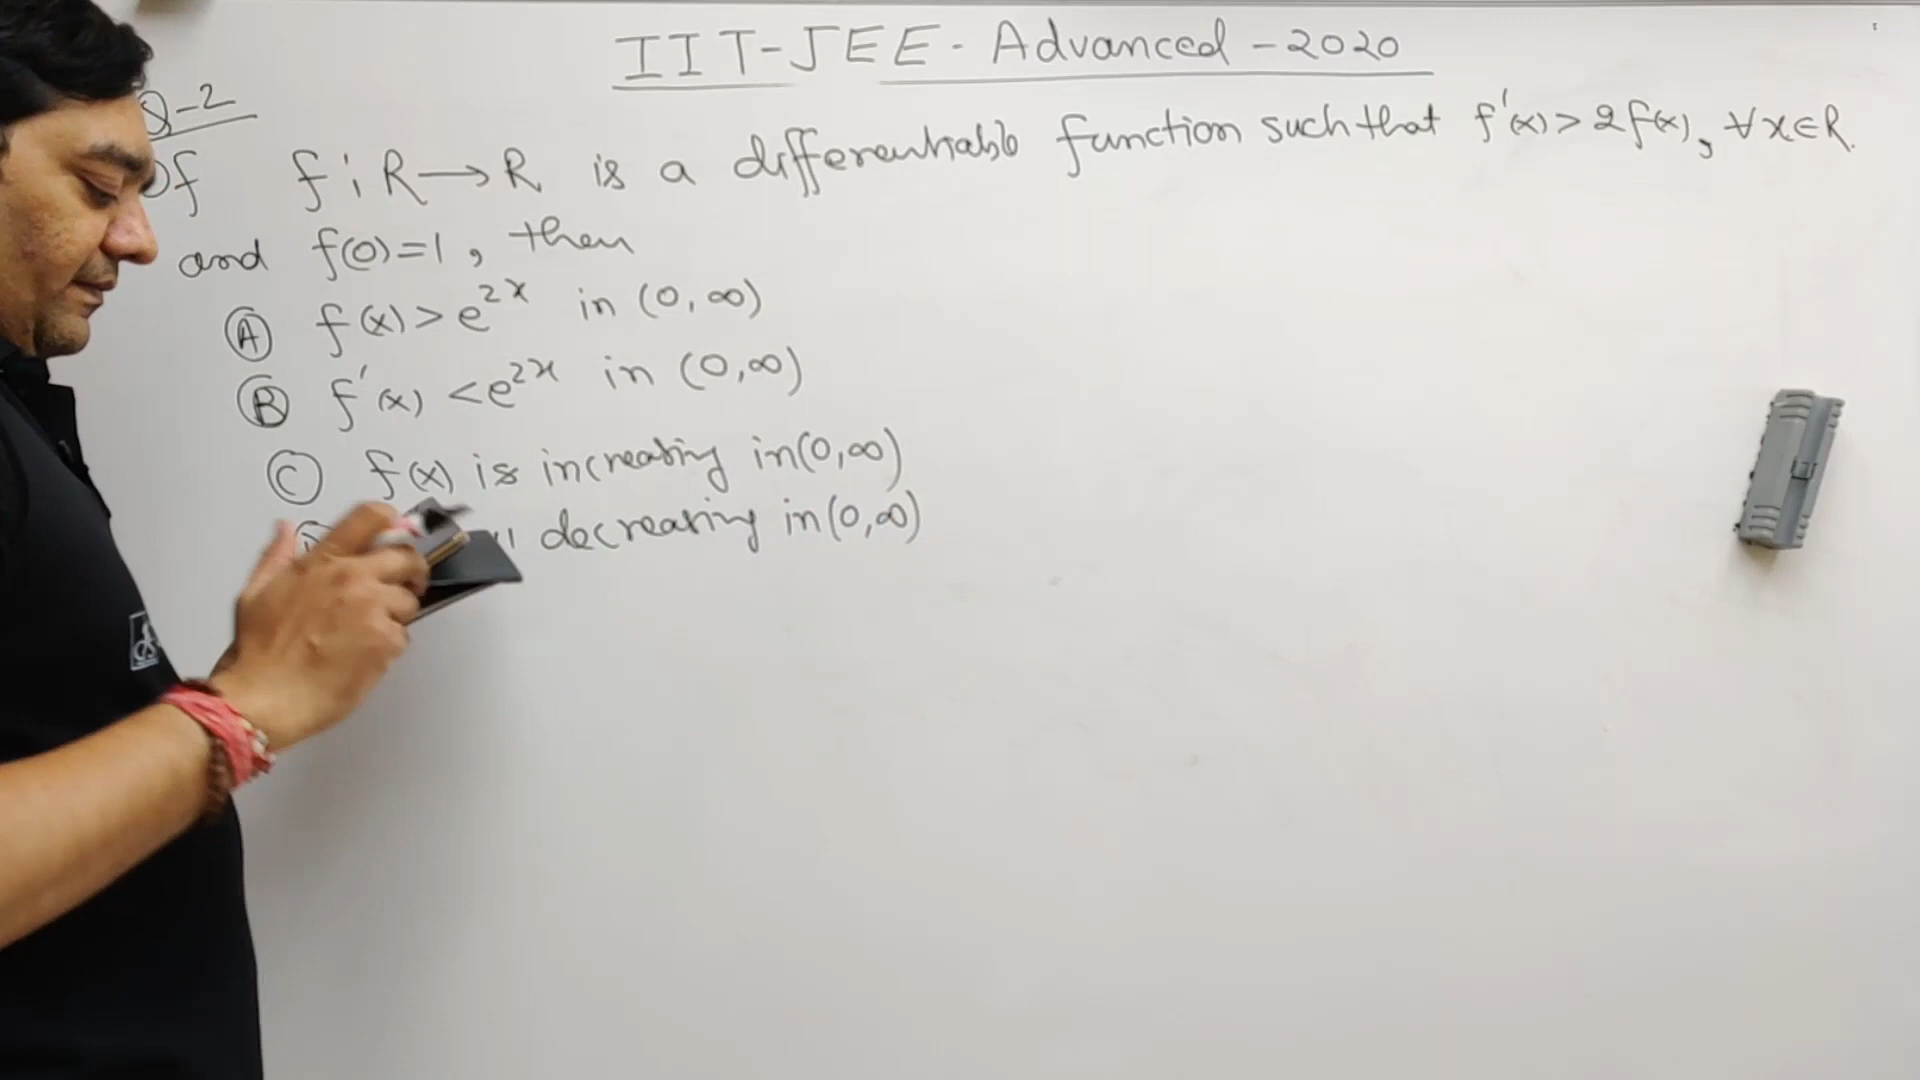 IIT-JEE-Advanced-2020
Q-2
If f: R→R is a differentiable function such that f'(x)>2f(x), ∀x∈R.
and f(0)=1, then
(A) f(x)>e^{2x} in (0,∞)
(B) f'(x)<e^{2x} in (0,∞)
(C) f(x) is increasing in (0,∞)
decreasing in (0,∞)